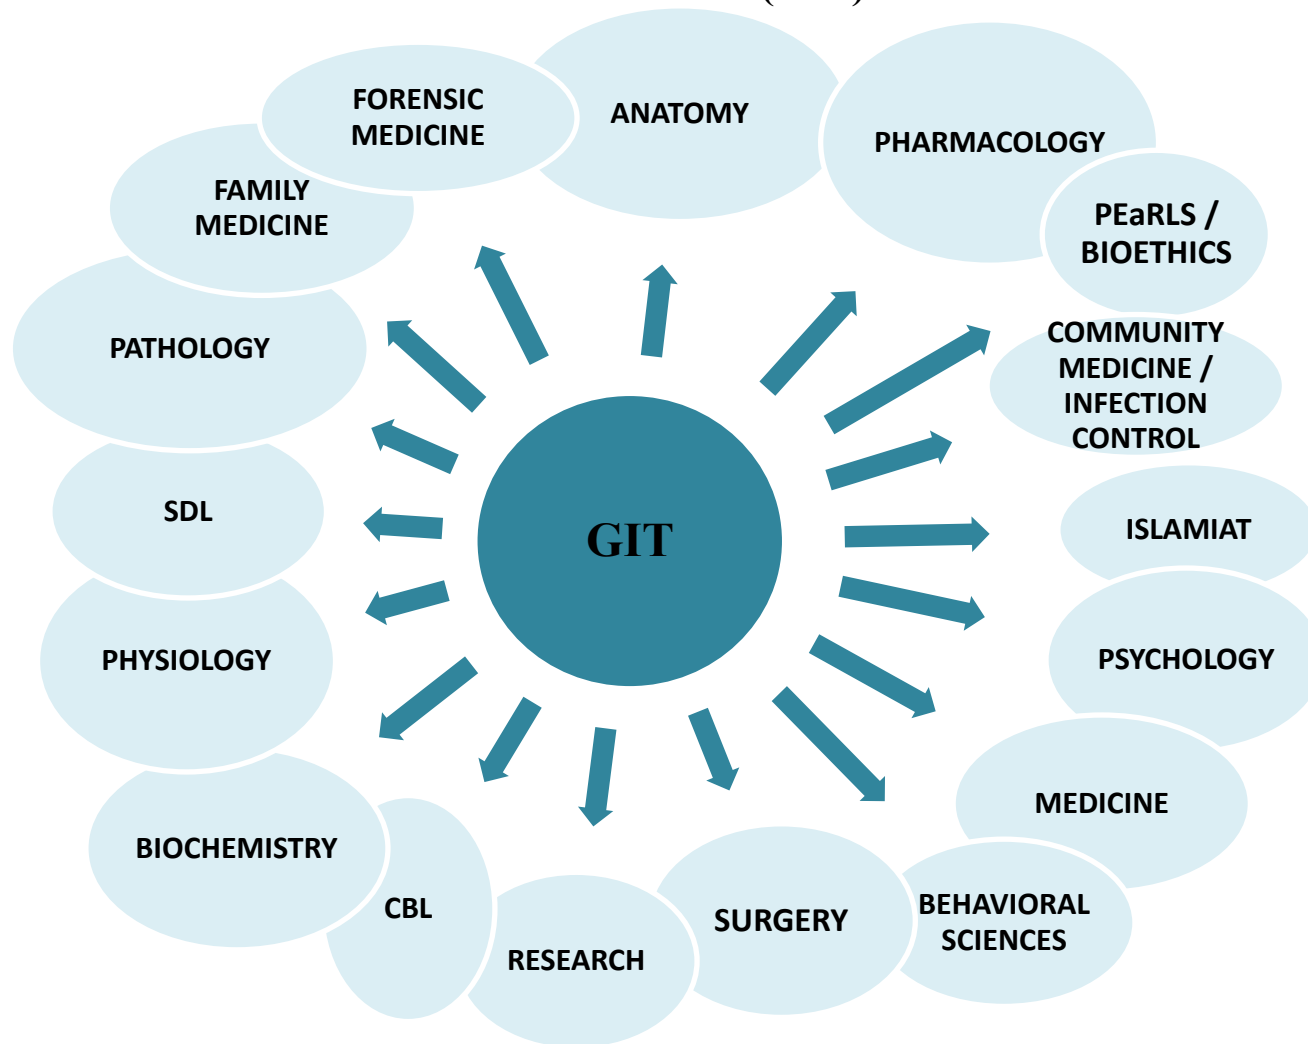 FORENSIC
MEDICINE
ANATOMY
PHARMACOLOGY
FAMILY
MEDICINE
PEaRLS /
BIOETHICS
PATHOLOGY
COMMUNITY
MEDICINE /
INFECTION
CONTROL
SDL
GIT
ISLAMIAT
PHYSIOLOGY
PSYCHOLOGY
MEDICINE
BIOCHEMISTRY
CBL
RESEARCH
SURGERY
BEHAVIORAL
SCIENCES